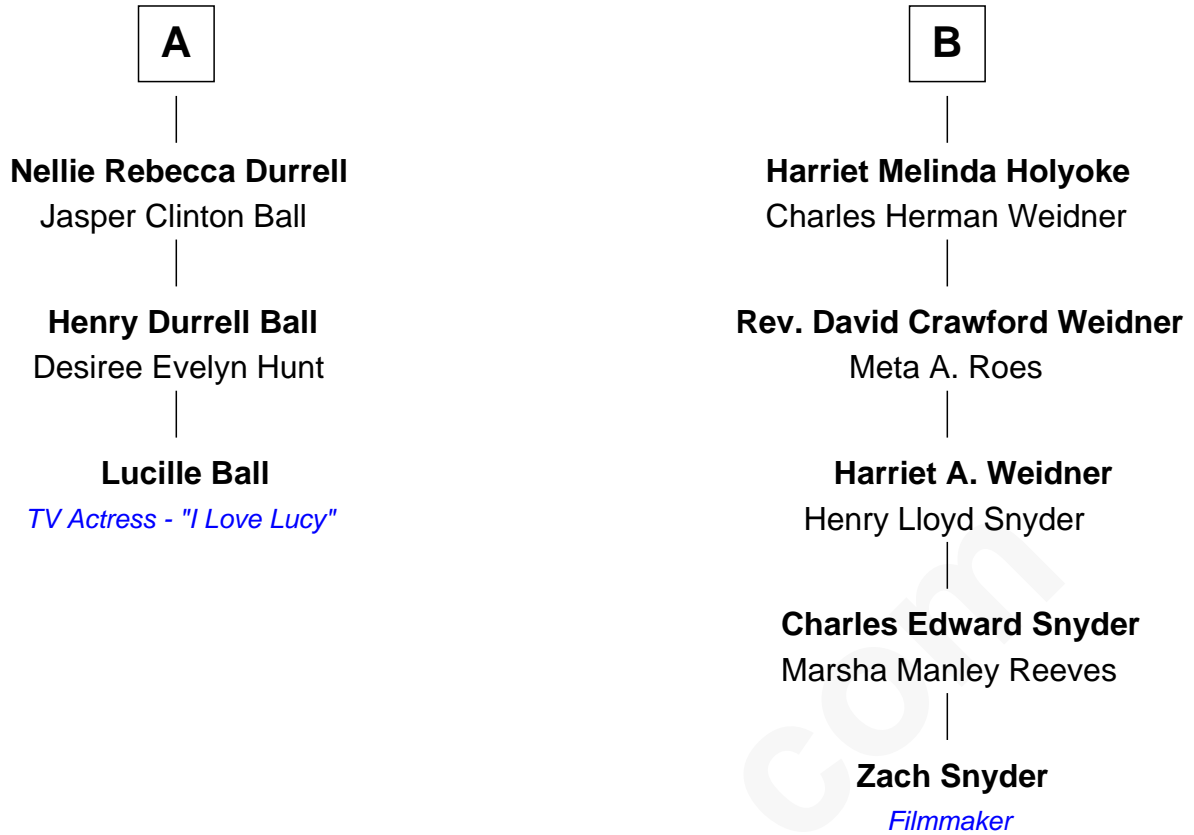 A
Nellie Rebecca Durrell
Jasper Clinton Ball
Henry Durrell Ball
Desiree Evelyn Hunt
Lucille Ball
TV Actress - "I Love Lucy"
B
Harriet Melinda Holyoke
Charles Herman Weidner
Rev. David Crawford Weidner
Meta A. Roes
Harriet A. Weidner
Henry Lloyd Snyder
Charles Edward Snyder
Marsha Manley Reeves
Zach Snyder
Filmmaker
com